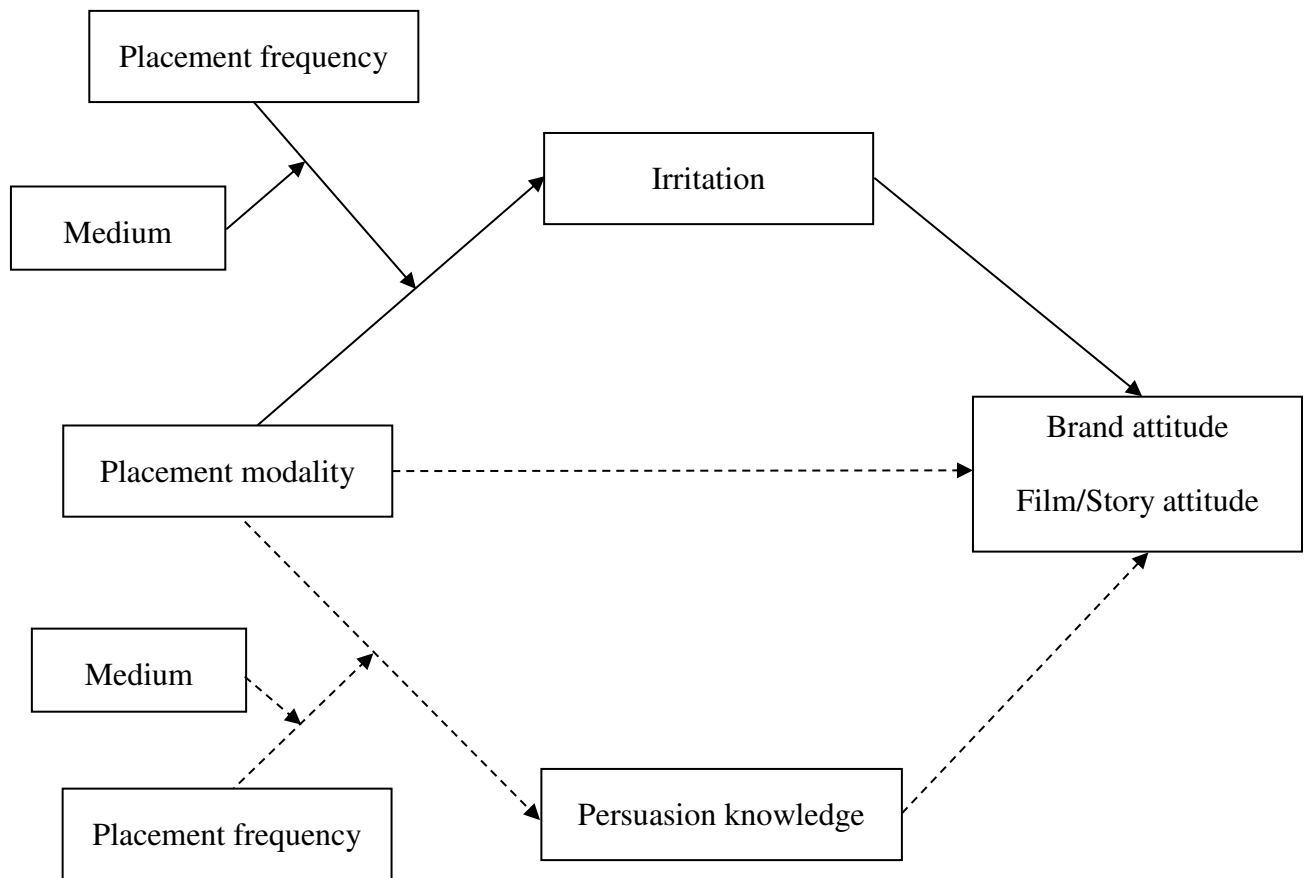 Placement frequency
Irritation
Medium
Brand attitude
Placement modality
Film/Story attitude
Medium
Persuasion knowledge
Placement frequency